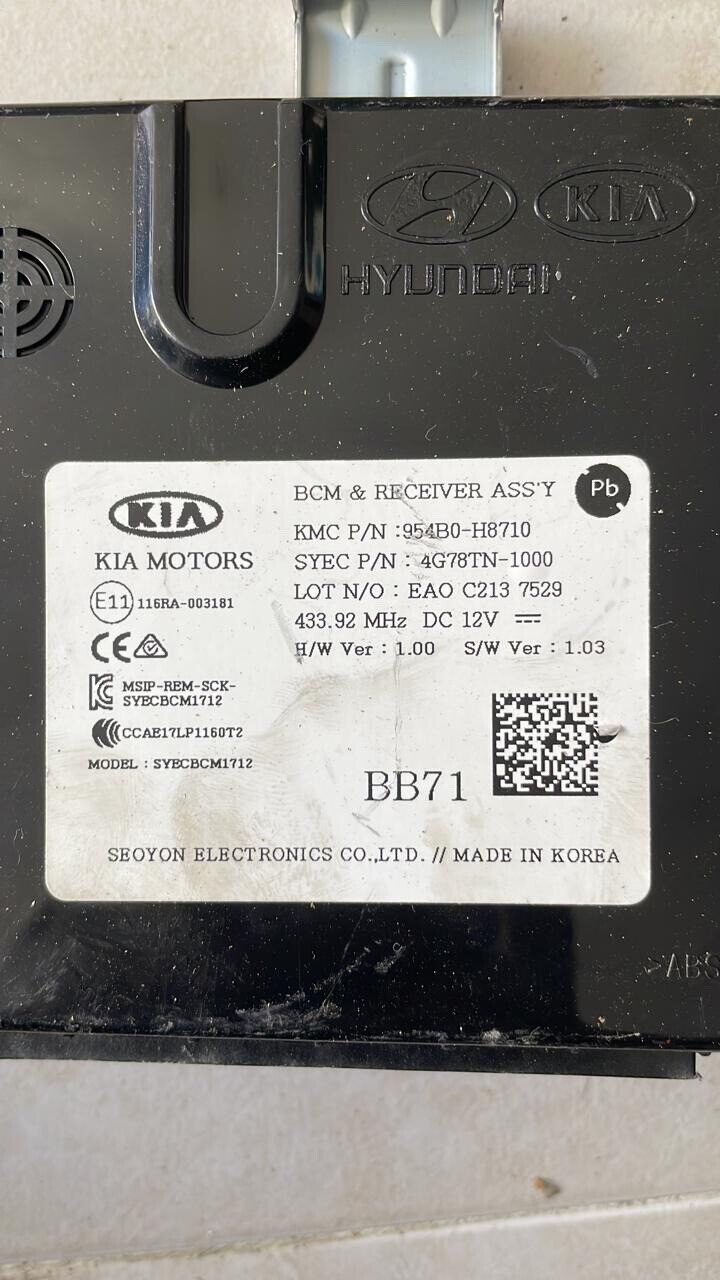 KIA
HYUNDAI
BCM & RECEIVER ASS'Y
Pb
KIA
KMC P/N :954B0-H8710
KIA MOTORS
SYEC P/N : 4G78TN-1000
E11 116RA-003181
LOT N/O : EAO C213 7529
433.92 MHz DC 12V
CE
H/W Ver : 1.00 S/W Ver : 1.03
MSIP-REM-SCK-
SYECBCM1712
CCAE17LP1160T2
MODEL : SYECBCM1712
BB71
SEOYON ELECTRONICS CO.,LTD. // MADE IN KOREA
>ABS